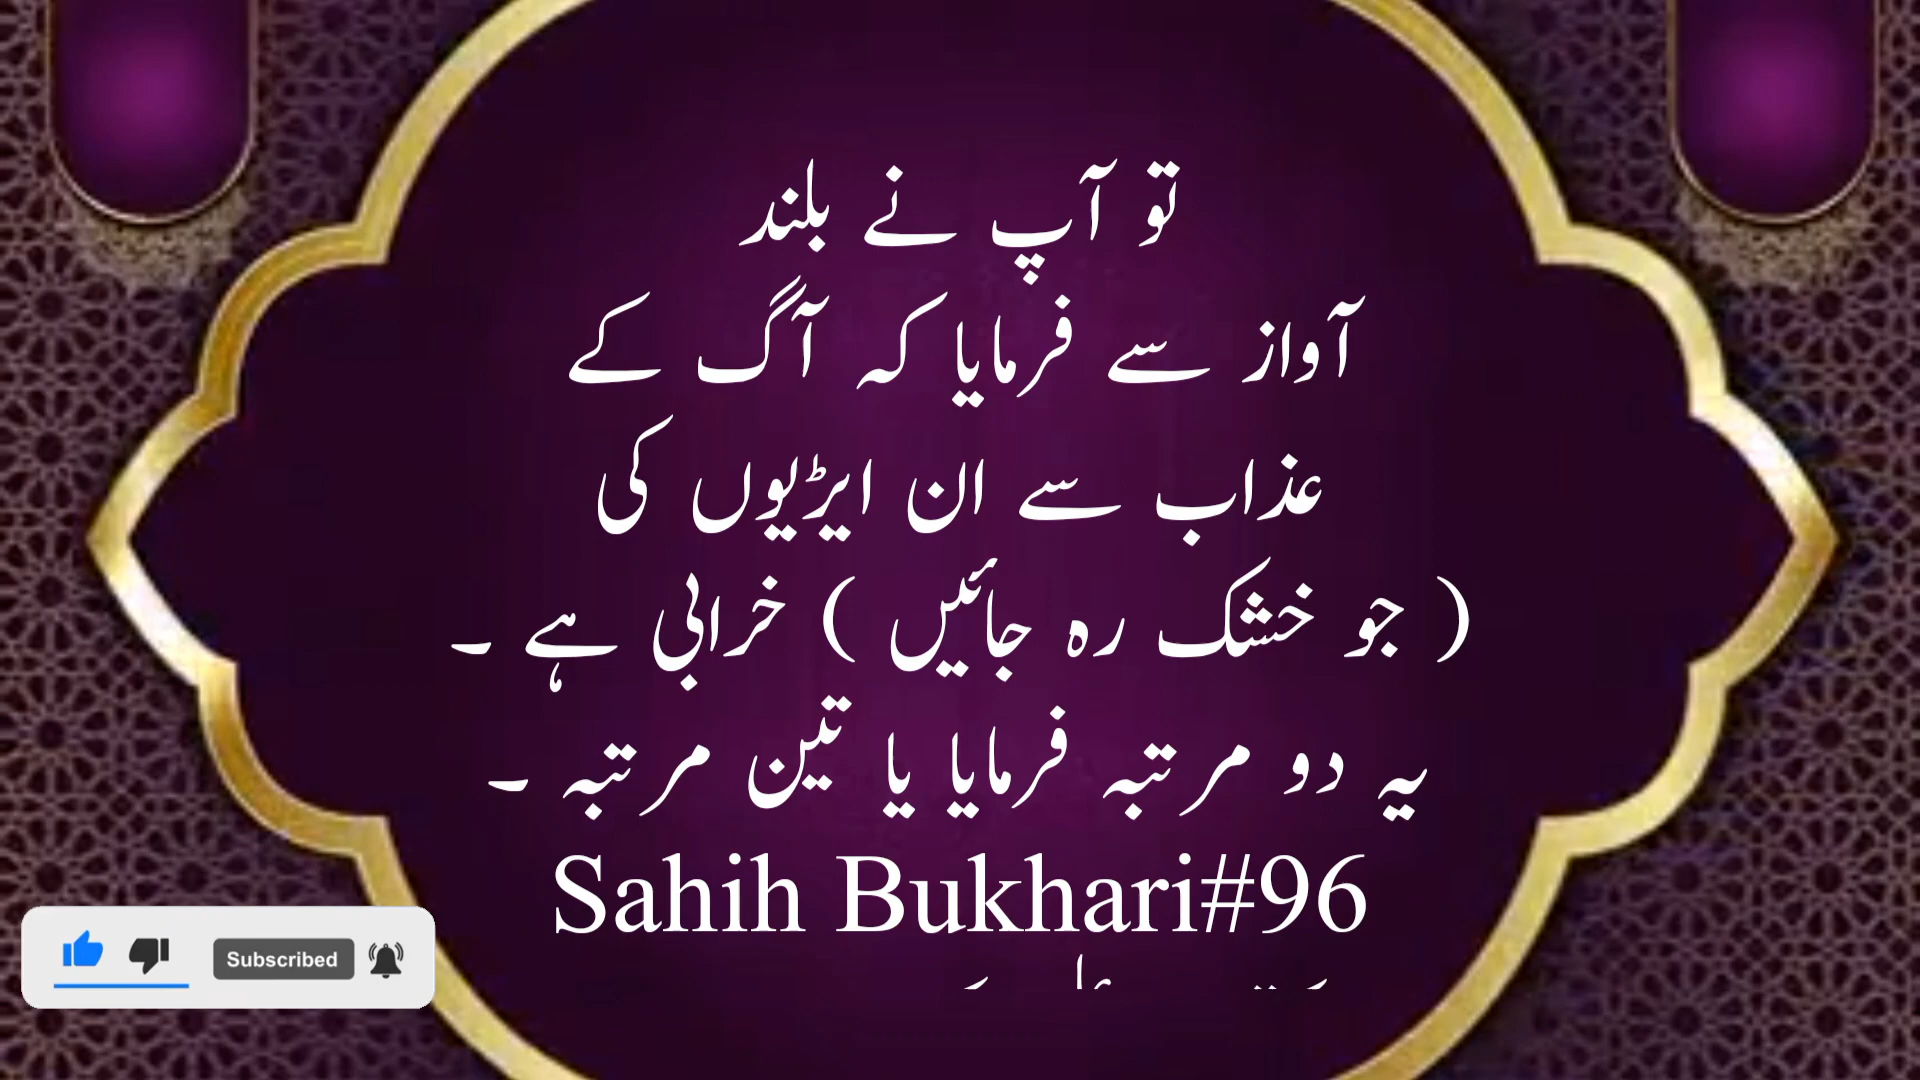 تو آپ نے بلند
آواز سے فرمایا کہ آگ کے
عذاب سے ان ایڑیوں کی
( جو خشک رہ جائیں ) خرابی ہے ۔
یہ دو مرتبہ فرمایا یا تین مرتبہ ۔
Sahih Bukhari#96
Subscribed